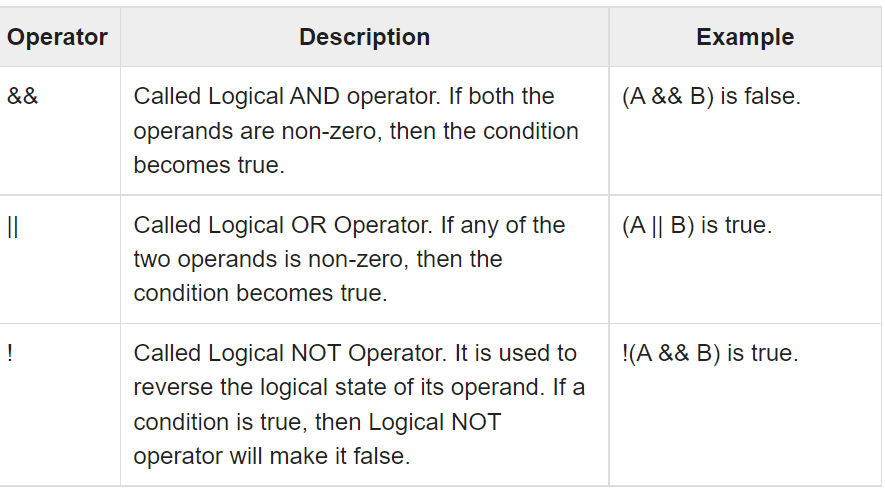 Operator Description Example
&& Called Logical AND operator. If both the (A && B) is false.
operands are non-zero, then the condition
becomes true.
|| Called Logical OR Operator. If any of the (A || B) is true.
two operands is non-zero, then the
condition becomes true.
! Called Logical NOT Operator. It is used to !(A && B) is true.
reverse the logical state of its operand. If a
condition is true, then Logical NOT
operator will make it false.